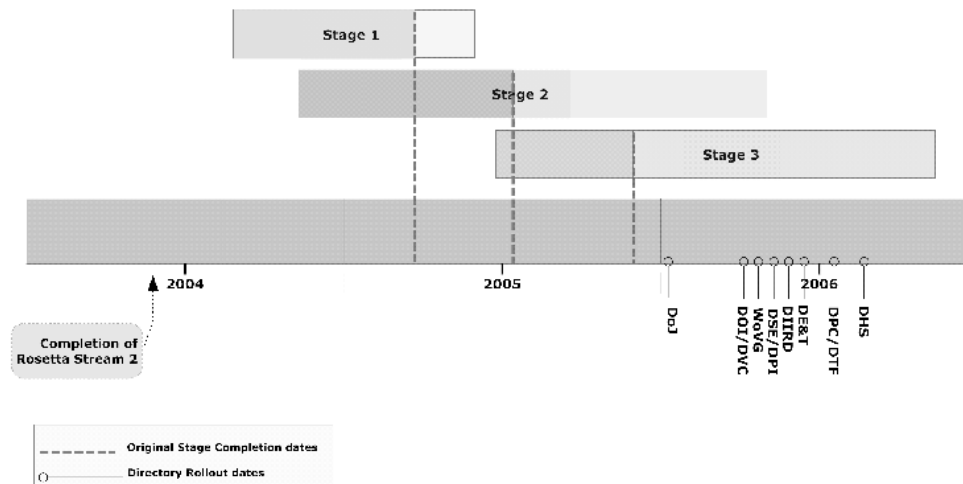 Stage 1
Stage 2
Stage 3
2004
2005
2006
Completion of
Rosetta Stream 2
DoJ
DOI/DVC
WoVG
DSE/DPI
DIIRD
DE&T
DPC/DTF
DHS
Original Stage Completion dates
Directory Rollout dates